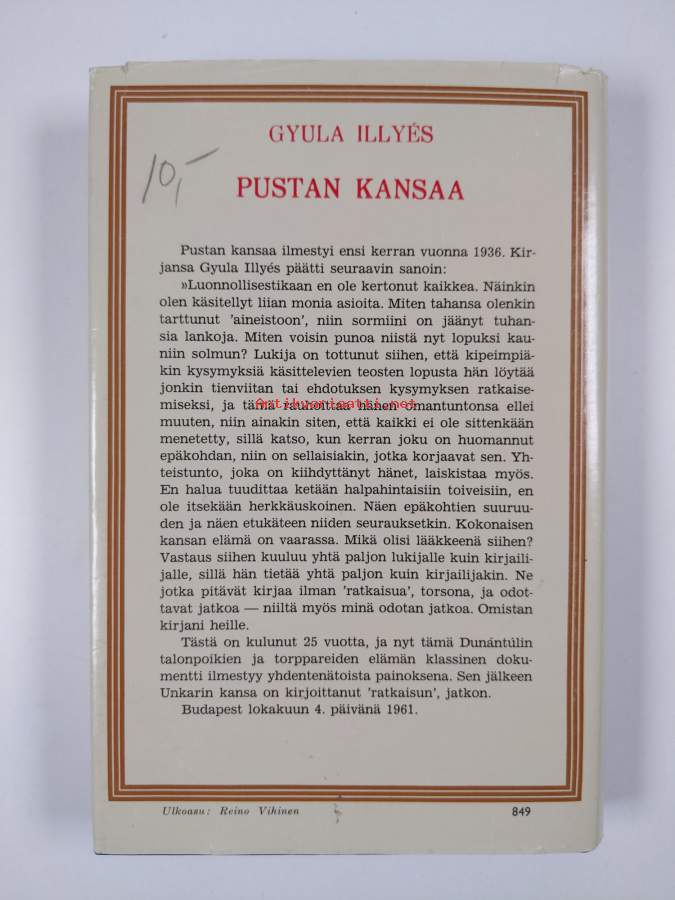 GYULA ILLYÉS
10,-
PUSTAN KANSAA
Pustan kansaa ilmestyi ensi kerran vuonna 1936. Kir-
jansa Gyula Illyés päätti seuraavin sanoin:
»Luonnollisestikaan en ole kertonut kaikkea. Näinkin
olen käsitellyt liian monia asioita. Miten tahansa olenkin
tarttunut 'aineistoon', niin sormiini on jäänyt tuhan-
sia lankoja. Miten voisin punoa niistä nyt lopuksi kau-
niin solmun? Lukija on tottunut siihen, että kipeimpiä-
kin kysymyksiä käsittelevien teosten lopusta hän löytää
jonkin tienviitan tai ehdotuksen kysymyksen ratkaise-
miseksi, ja tämä rauhoittaa hänen omantuntonsa ellei
Antikvariaatti.net
muuten, niin ainakin siten, että kaikki ei ole sittenkään
menetetty, sillä katso, kun kerran joku on huomannut
epäkohdan, niin on sellaisiakin, jotka korjaavat sen. Yh-
teistunto, joka on kiihdyttänyt hänet, laiskistaa myös.
En halua tuudittaa ketään halpahintaisiin toiveisiin, en
ole itsekään herkkäuskoinen. Näen epäkohtien suuruu-
den ja näen etukäteen niiden seurauksetkin. Kokonaisen
kansan elämä on vaarassa. Mikä olisi lääkkeenä siihen?
Vastaus siihen kuuluu yhtä paljon lukijalle kuin kirjaili-
jalle, sillä hän tietää yhtä paljon kuin kirjailijakin. Ne
jotka pitävät kirjaa ilman 'ratkaisua', torsona, ja odot-
tavat jatkoa — niiltä myös minä odotan jatkoa. Omistan
kirjani heille.
Tästä on kulunut 25 vuotta, ja nyt tämä Dunántúlin
talonpoikien ja torppareiden elämän klassinen doku-
mentti ilmestyy yhdentenätoista painoksena. Sen jälkeen
Unkarin kansa on kirjoittanut 'ratkaisun', jatkon.
Budapest lokakuun 4. päivänä 1961.
Ulkoasu: Reino Vihinen
849